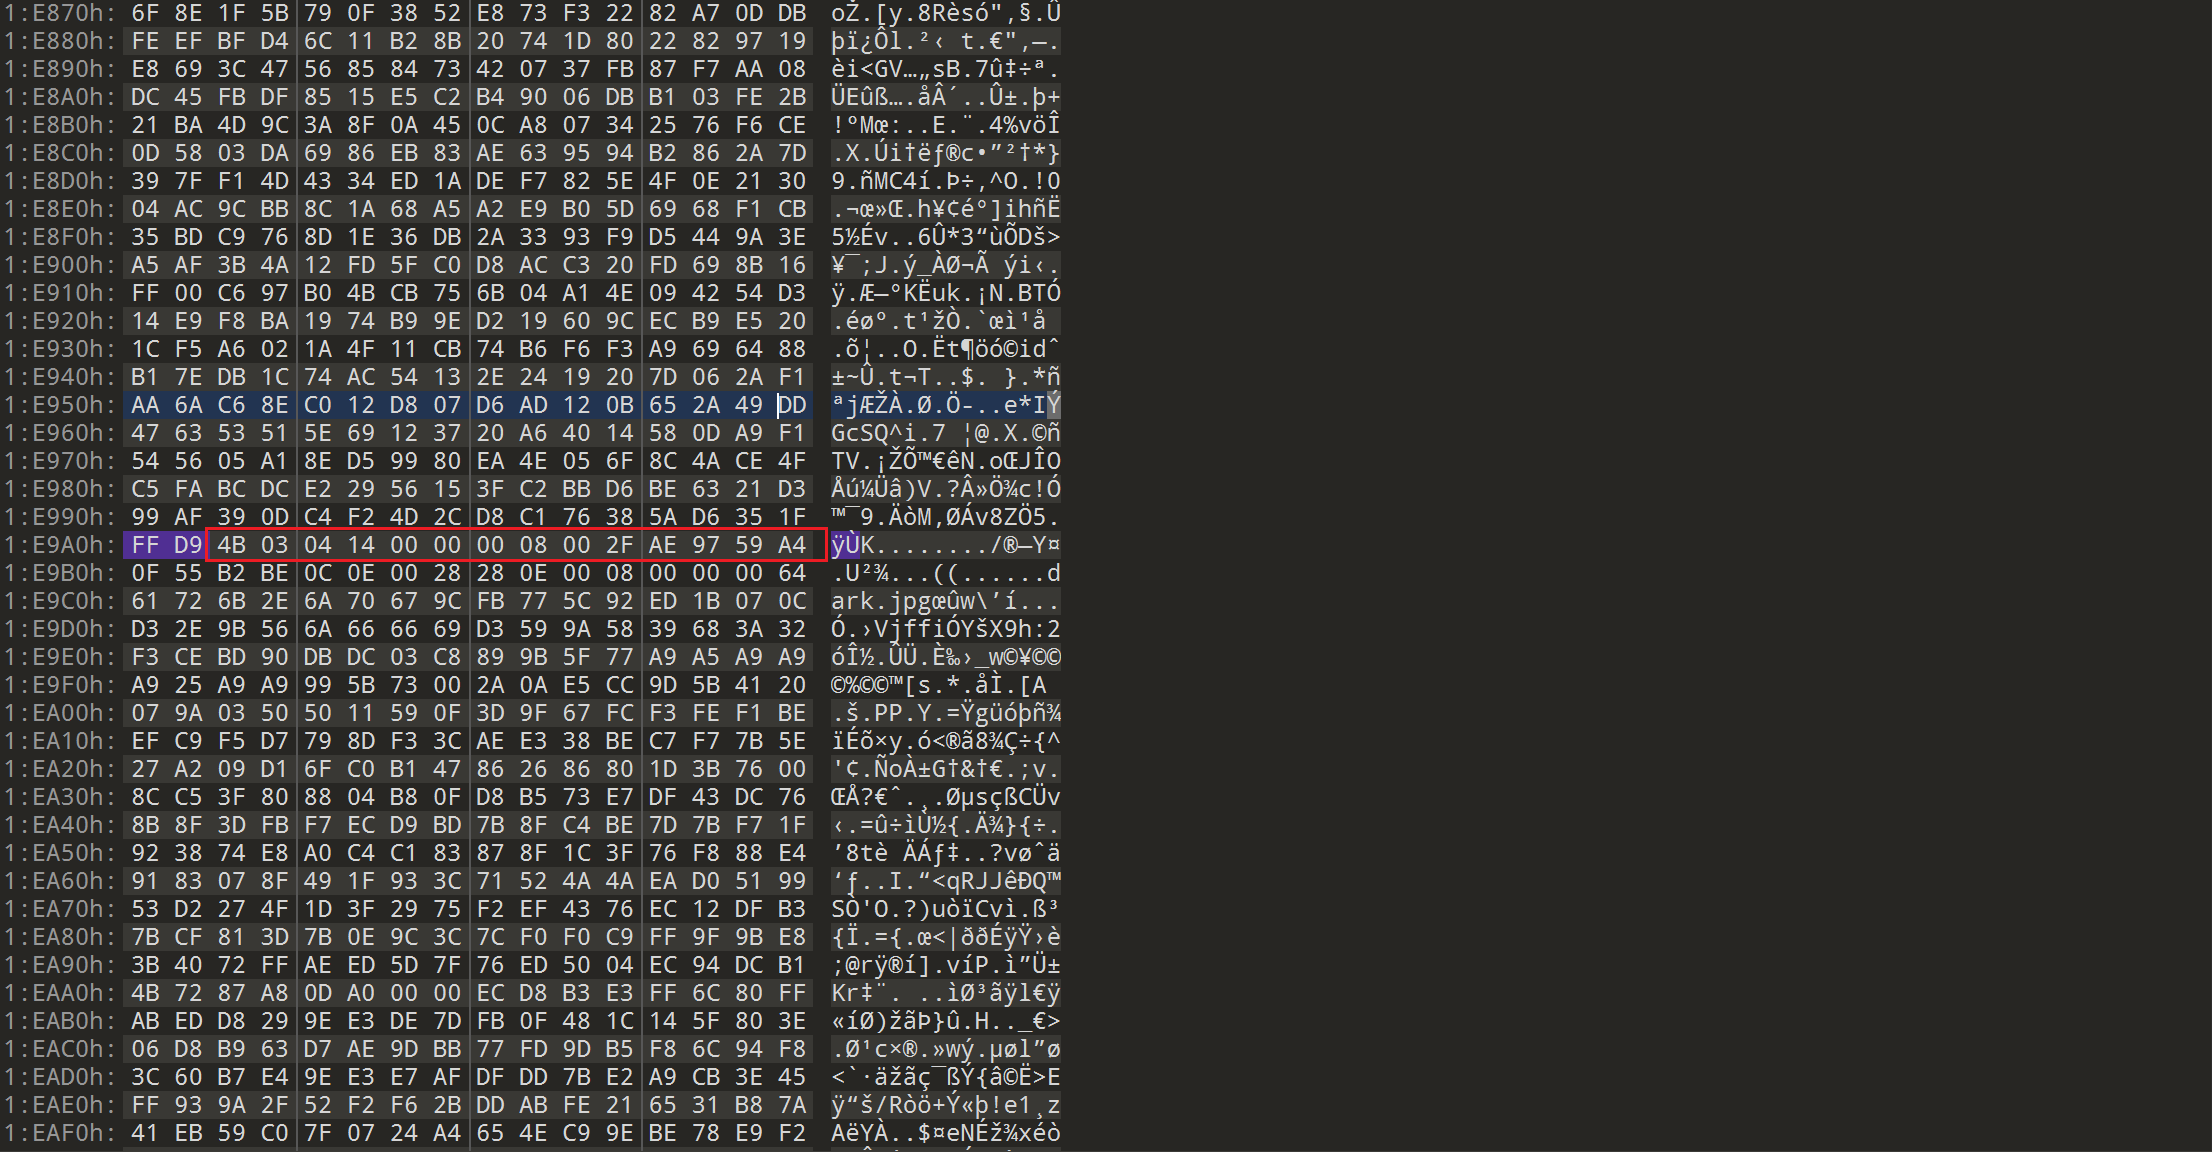 1:E870h: 6F 8E 1F 5B 79 0F 38 52 E8 73 F3 22 82 A7 0D DB oŽ.[y.8Rèsó"‚§.Û
1:E880h: FE EF BF D4 6C 11 B2 8B 20 74 1D 80 22 82 97 19 þï¿Ôl.²‹ t.€"‚—.
1:E890h: E8 69 3C 47 56 85 84 73 42 07 37 FB 87 F7 AA 08 èi<GV…„sB.7û‡÷ª.
1:E8A0h: DC 45 FB DF 85 15 E5 C2 B4 90 06 DB B1 03 FE 2B ÜEûß….åÂ´..Û±.þ+
1:E8B0h: 21 BA 4D 9C 3A 8F 0A 45 0C A8 07 34 25 76 F6 CE !ºMœ:..E.¨.4%vöÎ
1:E8C0h: 0D 58 03 DA 69 86 EB 83 AE 63 95 94 B2 86 2A 7D .X.Úi†ëƒ®c•”²†*}
1:E8D0h: 39 7F F1 4D 43 34 ED 1A DE F7 82 5E 4F 0E 21 30 9.ñMC4í.Þ÷‚^O.!0
1:E8E0h: 04 AC 9C BB 8C 1A 68 A5 A2 E9 B0 5D 69 68 F1 CB .¬œ»Œ.h¥¢é°]ihñË
1:E8F0h: 35 BD C9 76 8D 1E 36 DB 2A 33 93 F9 D5 44 9A 3E 5½Év..6Û*3“ùÕDš>
1:E900h: A5 AF 3B 4A 12 FD 5F C0 D8 AC C3 20 FD 69 8B 16 ¥¯;J.ý_ÀØ¬Ã ýi‹.
1:E910h: FF 00 C6 97 B0 4B CB 75 6B 04 A1 4E 09 42 54 D3 ÿ.Æ—°KËuk.¡N.BTÓ
1:E920h: 14 E9 F8 BA 19 74 B9 9E D2 19 60 9C EC B9 E5 20 .éøº.t¹žÒ.`œì¹å
1:E930h: 1C F5 A6 02 1A 4F 11 CB 74 B6 F6 F3 A9 69 64 88 .õ¦..O.Ët¶öó©idˆ
1:E940h: B1 7E DB 1C 74 AC 54 13 2E 24 19 20 7D 06 2A F1 ±~Û.t¬T..$. }.*ñ
1:E950h: AA 6A C6 8E C0 12 D8 07 D6 AD 12 0B 65 2A 49 DD ªjÆŽÀ.Ø.Ö-..e*IÝ
1:E960h: 47 63 53 51 5E 69 12 37 20 A6 40 14 58 0D A9 F1 GcSQ^i.7 ¦@.X.©ñ
1:E970h: 54 56 05 A1 8E D5 99 80 EA 4E 05 6F 8C 4A CE 4F TV.¡ŽÕ™€êN.oŒJÎO
1:E980h: C5 FA BC DC E2 29 56 15 3F C2 BB D6 BE 63 21 D3 Åú¼Üâ)V.?Â»Ö¾c!Ó
1:E990h: 99 AF 39 0D C4 F2 4D 2C D8 C1 76 38 5A D6 35 1F ™¯9.ÄòM,ØÁv8ZÖ5.
1:E9A0h: FF D9 4B 03 04 14 00 00 00 08 00 2F AE 97 59 A4 ÿÙK......../®—Y¤
1:E9B0h: 0F 55 B2 BE 0C 0E 00 28 28 0E 00 08 00 00 00 64 .U²¾...((......d
1:E9C0h: 61 72 6B 2E 6A 70 67 9C FB 77 5C 92 ED 1B 07 0C ark.jpgœûw\’í...
1:E9D0h: D3 2E 9B 56 6A 66 66 69 D3 59 9A 58 39 68 3A 32 Ó.›VjffiÓYšX9h:2
1:E9E0h: F3 CE BD 90 DB DC 03 C8 89 9B 5F 77 A9 A5 A9 A9 óÎ½.ÛÜ.È‰›_w©¥©©
1:E9F0h: A9 25 A9 A9 99 5B 73 00 2A 0A E5 CC 9D 5B 41 20 ©%©©™[s.*.åÌ.[A
1:EA00h: 07 9A 03 50 50 11 59 0F 3D 9F 67 FC F3 FE F1 BE .š.PP.Y.=Ÿgüóþñ¾
1:EA10h: EF C9 F5 D7 79 8D F3 3C AE E3 38 BE C7 F7 7B 5E ïÉõ×y.ó<®ã8¾Ç÷{^
1:EA20h: 27 A2 09 D1 6F C0 B1 47 86 26 86 80 1D 3B 76 00 '¢.ÑoÀ±G†&†€.;v.
1:EA30h: 8C C5 3F 80 88 04 B8 0F D8 B5 73 E7 DF 43 DC 76 ŒÅ?€ˆ.¸.ØµsçßCÜv
1:EA40h: 8B 8F 3D FB F7 EC D9 BD 7B 8F C4 BE 7D 7B F7 1F ‹.=û÷ìÙ½{.Ä¾}{÷.
1:EA50h: 92 38 74 E8 A0 C4 C1 83 87 8F 1C 3F 76 F8 88 E4 ’8tè ÄÁƒ‡..?vøˆä
1:EA60h: 91 83 07 8F 49 1F 93 3C 71 52 4A 4A EA D0 51 99 ‘ƒ..I.“<qRJJêÐQ™
1:EA70h: 53 D2 27 4F 1D 3F 29 75 F2 EF 43 76 EC 12 DF B3 SÒ'O.?)uòïCvì.ß³
1:EA80h: 7B CF 81 3D 7B 0E 9C 3C 7C F0 F0 C9 FF 9F 9B E8 {Ï.={.œ<|ððÉÿŸ›è
1:EA90h: 3B 40 72 FF AE ED 5D 7F 76 ED 50 04 EC 94 DC B1 ;@rÿ®í].víP.ì”Ü±
1:EAA0h: 4B 72 87 A8 0D A0 00 00 EC D8 B3 E3 FF 6C 80 FF Kr‡¨. ..ìØ³ãÿl€ÿ
1:EAB0h: AB ED D8 29 9E E3 DE 7D FB 0F 48 1C 14 5F 80 3E «íØ)žãÞ}û.H.._€>
1:EAC0h: 06 D8 B9 63 D7 AE 9D BB 77 FD 9D B5 F8 6C 94 F8 .Ø¹c×®.»wý.µøl”ø
1:EAD0h: 3C 60 B7 E4 9E E3 E7 AF DF DD 7B E2 A9 CB 3E 45 <`·äžãç¯ßÝ{â©Ë>E
1:EAE0h: FF 93 9A 2F 52 F2 F6 2B DD AB FE 21 65 31 B8 7A ÿ“š/Ròö+Ý«þ!e1¸z
1:EAF0h: 41 EB 59 C0 7F 07 24 A4 65 4E C9 9E BE 78 E9 F2 AëYÀ..$¤eNÉž¾xéò